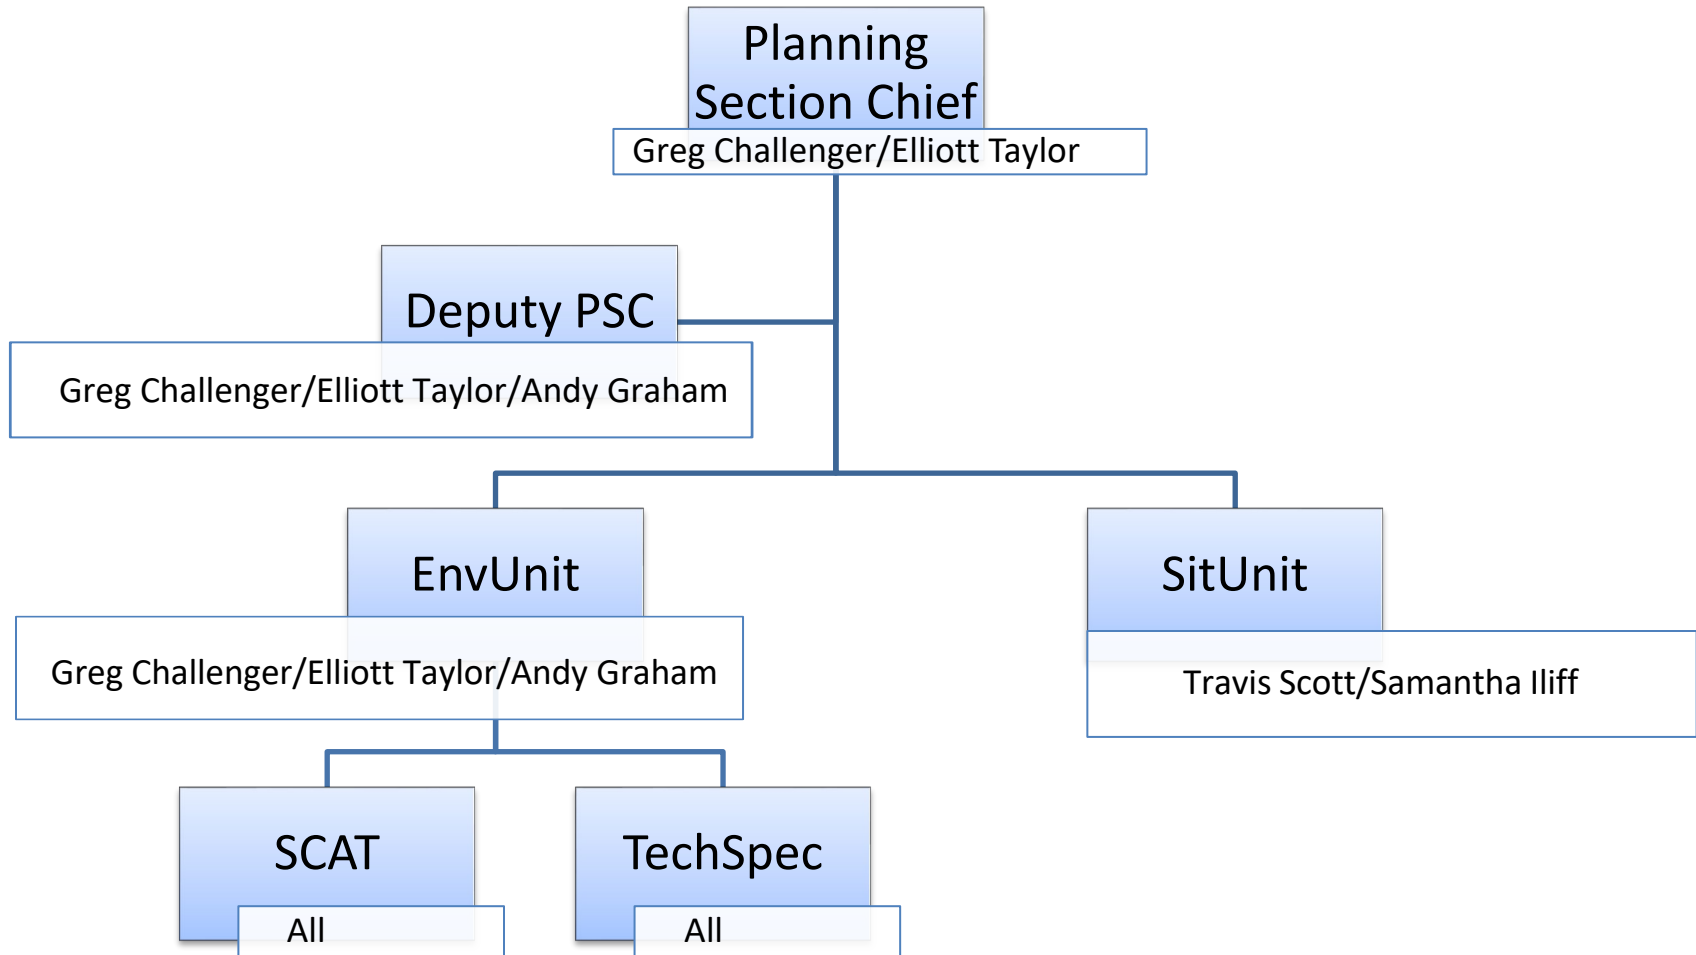 Planning
Section Chief
Greg Challenger/Elliott Taylor
Deputy PSC
Greg Challenger/Elliott Taylor/Andy Graham
EnvUnit
Greg Challenger/Elliott Taylor/Andy Graham
SitUnit
Travis Scott/Samantha Iliff
SCAT
All
TechSpec
All